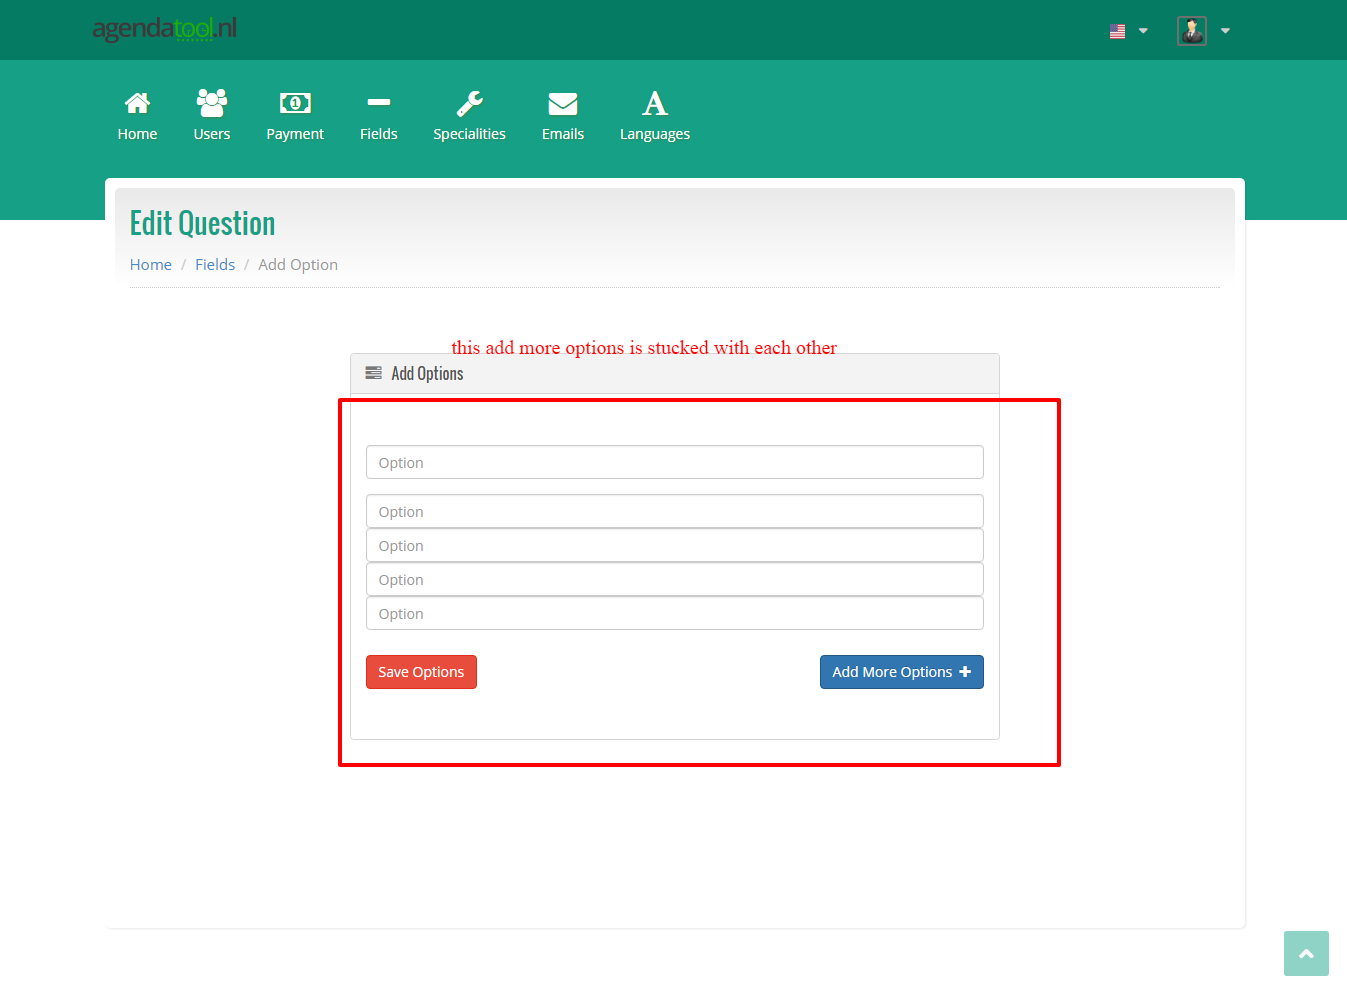 agendatool.nl
Home Users Payment Fields Specialities Emails Languages
Edit Question
Home / Fields / Add Option
this add more options is stucked with each other
Add Options
Option
Option
Option
Option
Option
Save Options Add More Options